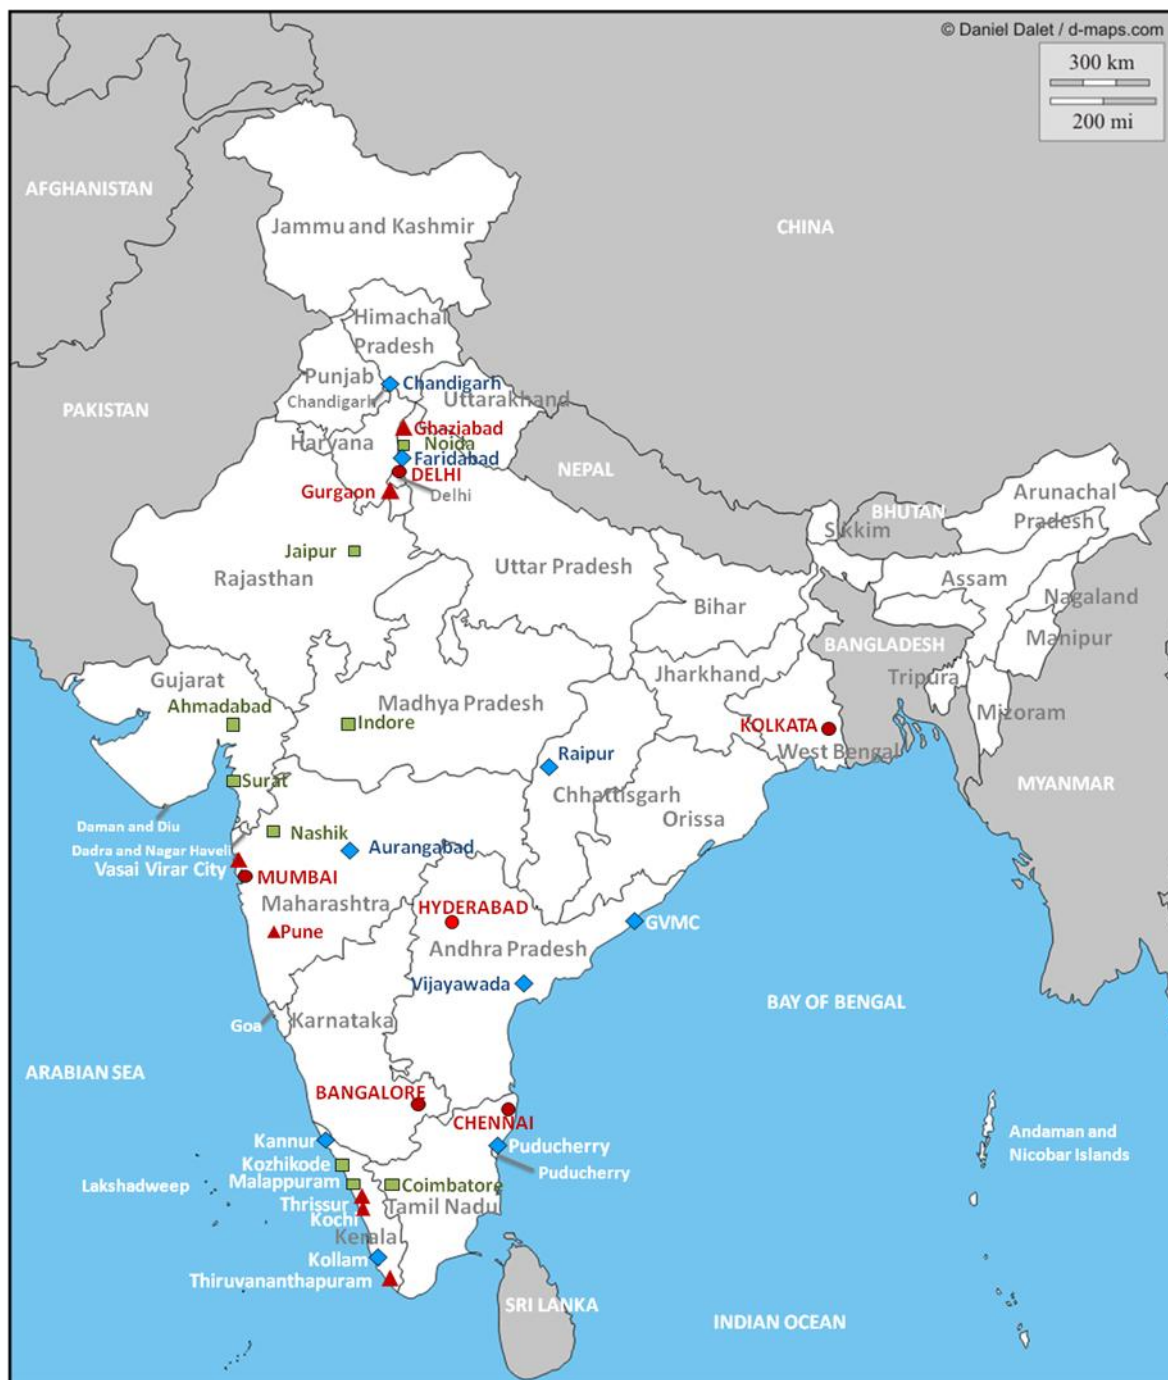 © Daniel Dalet / d-maps.com
300 km
200 mi
AFGHANISTAN
CHINA
Jammu and Kashmir
Himachal
Pradesh
Punjab
Chandigarh
Chandigarh
Uttarakhand
PAKISTAN
Ghaziabad
Haryana
Noida
Faridabad
DELHI
Delhi
Gurgaon
NEPAL
Arunachal
Pradesh
BHUTAN
Sikkim
Jaipur
Rajasthan
Uttar Pradesh
Assam
Bihar
Nagaland
Manipur
BANGLADESH
Jharkhand
Tripura
Gujarat
Madhya Pradesh
Ahmadabad
Indore
Mizoram
KOLKATA
West Bengal
Raipur
Surat
Chhattisgarh
MYANMAR
Orissa
Daman and Diu
Nashik
Dadra and Nagar Haveli
Aurangabad
Vasai Virar City
MUMBAI
Maharashtra
HYDERABAD
Pune
GVMC
Andhra Pradesh
Vijayawada
BAY OF BENGAL
Goa
Karnataka
ARABIAN SEA
BANGALORE
CHENNAI
Kannur
Puducherry
Andaman and
Nicobar Islands
Kozhikode
Puducherry
Malappuram
Lakshadweep
Coimbatore
Thrissur
Tamil Nadu
Kochi
Kerala
Kollam
Thiruvananthapuram
SRI LANKA
INDIAN OCEAN